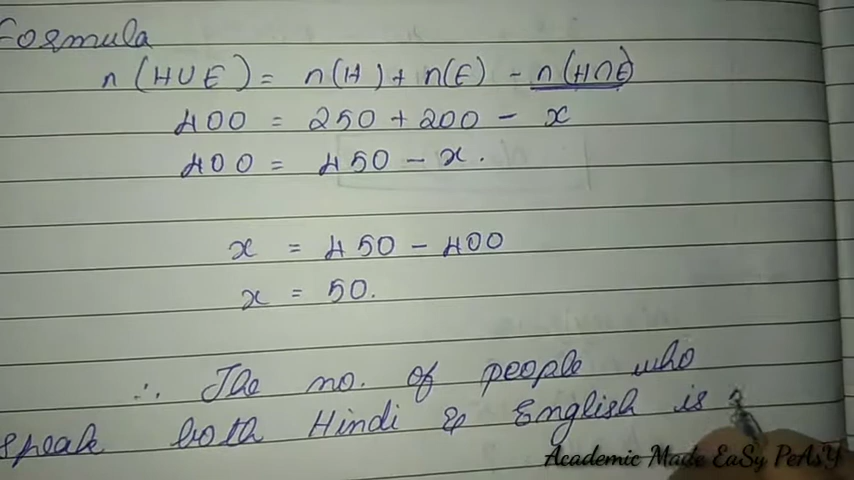 Formula
n(HUE) = n(H) + n(E) - n(H∩E)
400 = 250 + 200 - x
400 = 450 - x.
x = 450 - 400
x = 50.
∴ The no. of people who
speak both Hindi & English is
Academic Made EaSy PeAsY